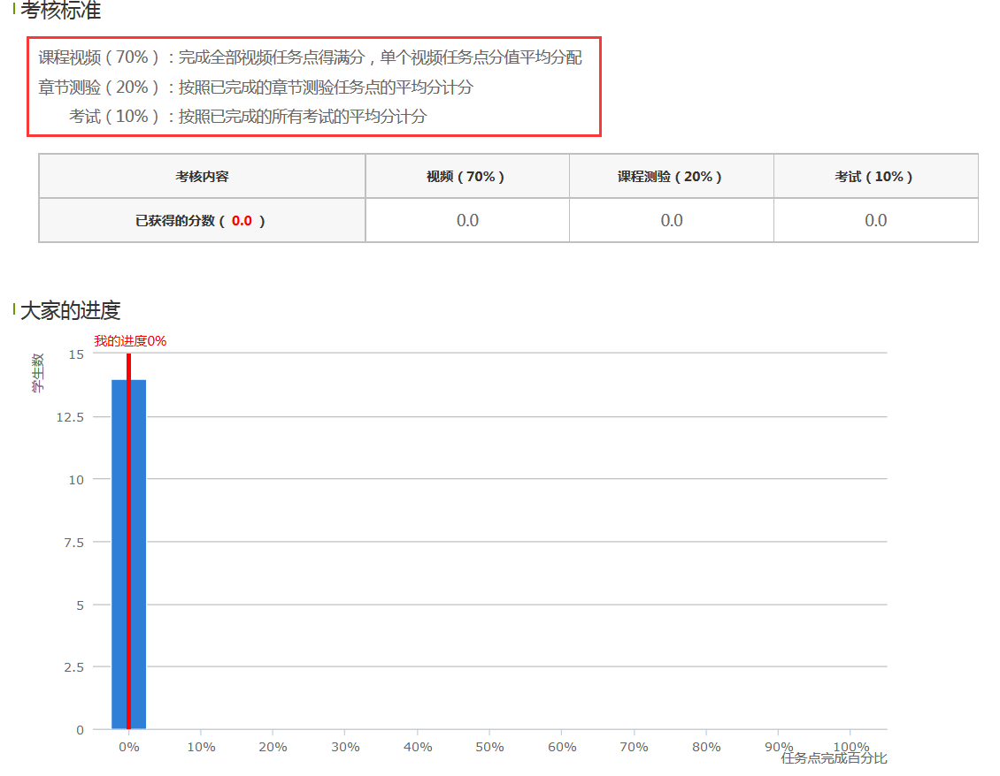 考核标准
课程视频（70%）：完成全部视频任务点得满分，单个视频任务点分值平均分配
章节测验（20%）：按照已完成的章节测验任务点的平均分计分
考试（10%）：按照已完成的所有考试的平均分计分
考核内容 视频（70%） 课程测验（20%） 考试（10%）
已获得的分数（ 0.0 ） 0.0 0.0 0.0
大家的进度
我的进度0%
学生数
15
12.5
10
7.5
5
2.5
0
0% 10% 20% 30% 40% 50% 60% 70% 80% 90% 100%
任务点完成百分比